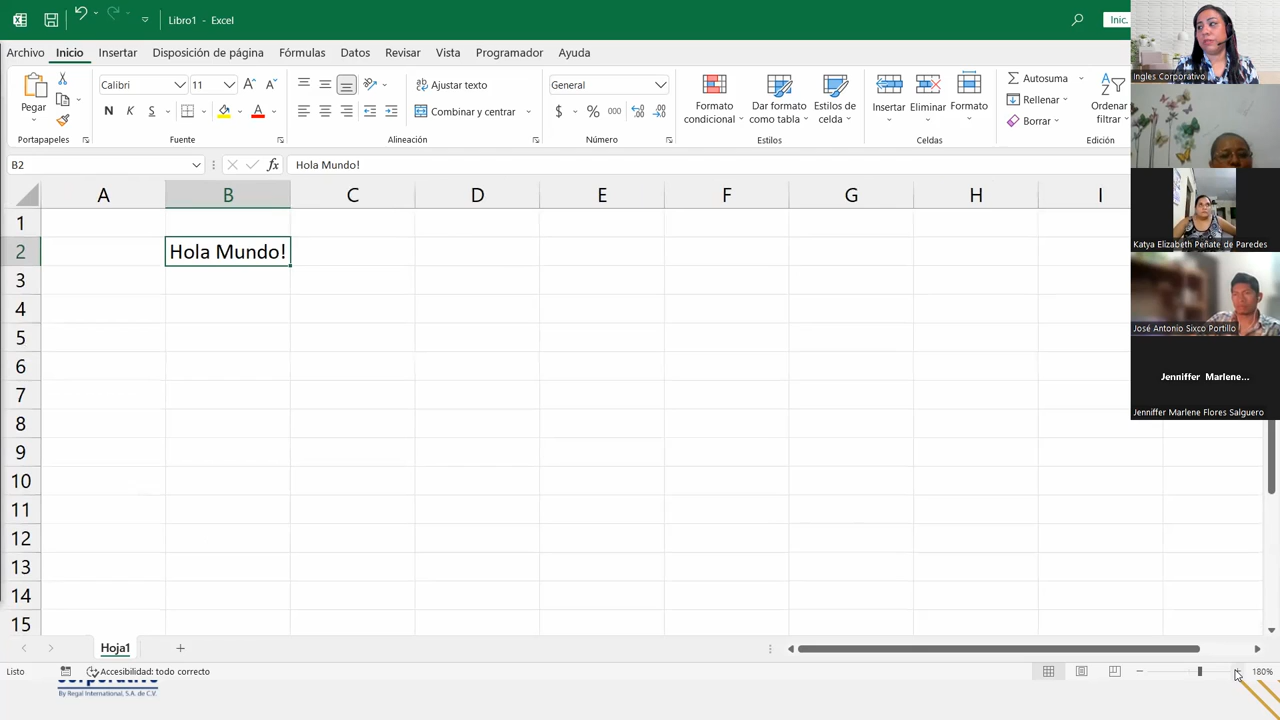 Libro1 - Excel
Inic.
Archivo Inicio Insertar Disposición de página Fórmulas Datos Revisar Vista Programador Ayuda
Pegar
Portapapeles
Calibri 11
N K S
Fuente
Ajustar texto
Combinar y centrar
Alineación
General
$ % 000
Número
Formato condicional
Dar formato como tabla
Estilos de celda
Estilos
Insertar Eliminar Formato
Celdas
Autosuma
Rellenar
Borrar
Ordenar filtrar
Edición
B2 fx Hola Mundo!
A B C D E F G H I
1
2 Hola Mundo!
3
4
5
6
7
8
9
10
11
12
13
14
15
Ingles Corporativo
Katya Elizabeth Peñate de Paredes
José Antonio Sixco Portillo
Jenniffer Marlene...
Jenniffer Marlene Flores Salguero
Hoja1 +
Listo Accesibilidad: todo correcto 180%
By Regal International, S.A. de C.V.